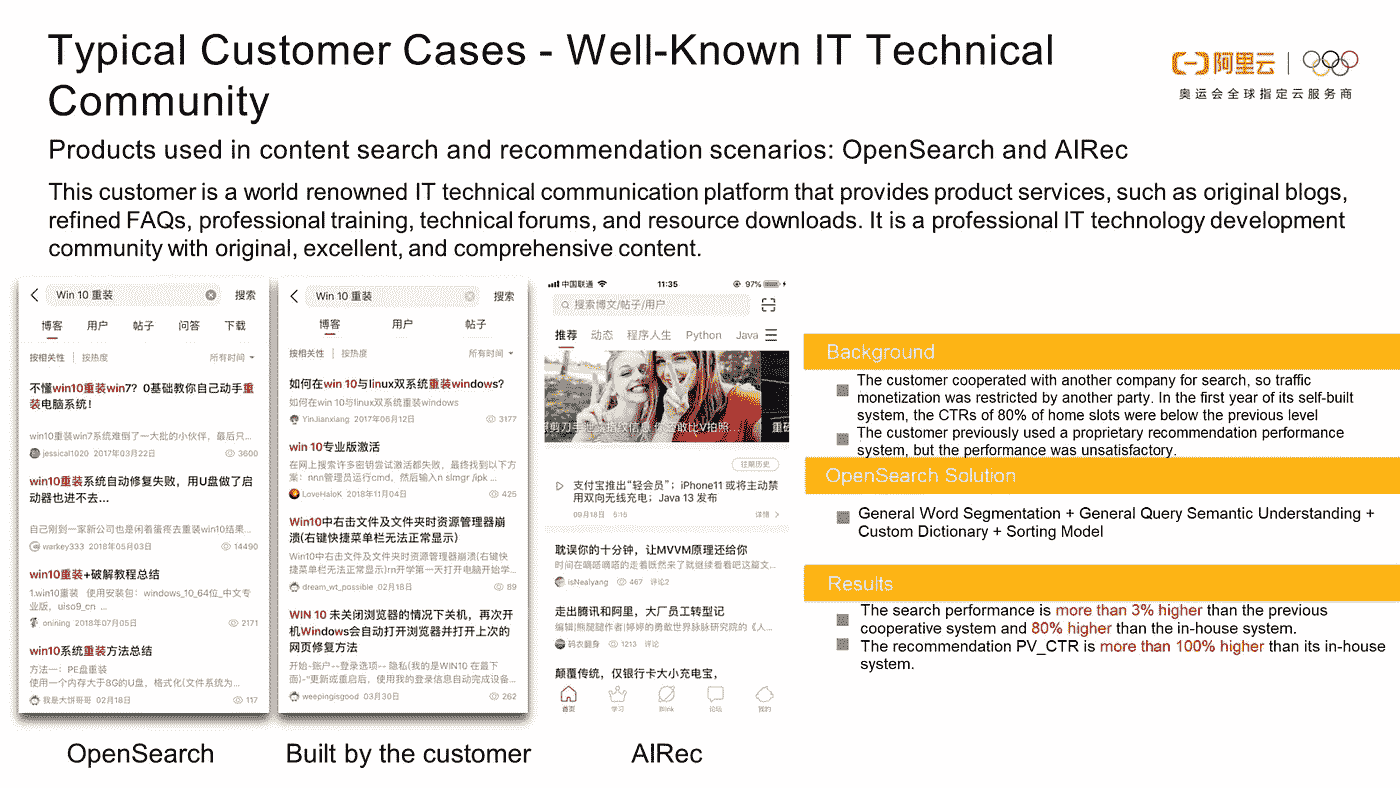 Typical Customer Cases - Well-Known IT Technical
Community
阿里云
奥运会全球指定云服务商
Products used in content search and recommendation scenarios: OpenSearch and AIRec
This customer is a world renowned IT technical communication platform that provides product services, such as original blogs,
refined FAQs, professional training, technical forums, and resource downloads. It is a professional IT technology development
community with original, excellent, and comprehensive content.
Win 10 重装
搜索
博客 用户 帖子 问答 下载
按相关性 按热度 所有时间
不懂win10重装win7？0基础教你自己动手重
装电脑系统！
win10重装win7系统难倒了一大批的小伙伴，最后只...
jessical1020 2017年03月22日 3600
win10重装系统自动修复失败，用U盘做了启
动器也进不去...
自己刚到一家新公司也是闲着蛋疼去重装win10结果...
warkey333 2018年05月03日 14490
win10重装+破解教程总结
1.win10重装 使用安装包：windows_10_64位_中文专
业版，uiso9_cn ...
onining 2018年07月05日 2171
win10系统重装方法总结
方法一：PE盘重装
使用一个内存大于8G的U盘，格式化(文件系统为...
我是大饼哥哥 02月18日 117
OpenSearch
Win 10 重装
搜索
博客 用户 帖子
按相关性 按热度 所有时间
如何在win 10与linux双系统重装windows?
如何在win 10与linux双系统重装windows
YinJianxiang 2017年06月12日 3177
win 10专业版激活
在网上搜索许多密钥尝试激活都失败，最终找到以下方
案：nnn管理员运行cmd，然后输入n slmgr /ipk ...
LoveHaloK 2018年11月04日 425
Win10中右击文件及文件夹时资源管理器崩
溃(右键快捷菜单栏无法正常显示)
Win10中右击文件及文件夹时资源管理器崩溃(右键快
捷菜单栏无法正常显示)rn开学第一天打开电脑开始学...
dream_wt_possible 02月18日 89
WIN 10 未关闭浏览器的情况下关机，再次开
机Windows会自动打开浏览器并打开上次的
网页修复方法
开始-账户--登录选项-- 隐私(我的是WIN10 在最下
面)-"更新或重启后，使用我的登录信息自动完成设备...
weepingisgood 03月30日 262
Built by the customer
中国联通 11:35 97%
搜索博文/帖子/用户
推荐 动态 程序人生 Python Java
往期历史
支付宝推出“轻会员”；iPhone11 或将主动禁
用双向无线充电；Java 13 发布
09月18日 5:15 详情
耽误你的十分钟，让MVVM原理还给你
时间在嘀嗒嘀嗒的走着既然来了就继续看看吧这篇文...
isNealyang 467 评论2
走出腾讯和阿里，大厂员工转型记
编辑|熊腿腿作者|婷婷的勇敢世界脉脉研究院的《人...
码农翻身 1213 评论
颠覆传统，仅银行卡大小充电宝，
首页 学习 Blink 论坛 我的
AIRec
Background
The customer cooperated with another company for search, so traffic
monetization was restricted by another party. In the first year of its self-built
system, the CTRs of 80% of home slots were below the previous level
The customer previously used a proprietary recommendation performance
system, but the performance was unsatisfactory.
OpenSearch Solution
General Word Segmentation + General Query Semantic Understanding +
Custom Dictionary + Sorting Model
Results
The search performance is more than 3% higher than the previous
cooperative system and 80% higher than the in-house system.
The recommendation PV_CTR is more than 100% higher than its in-house
system.